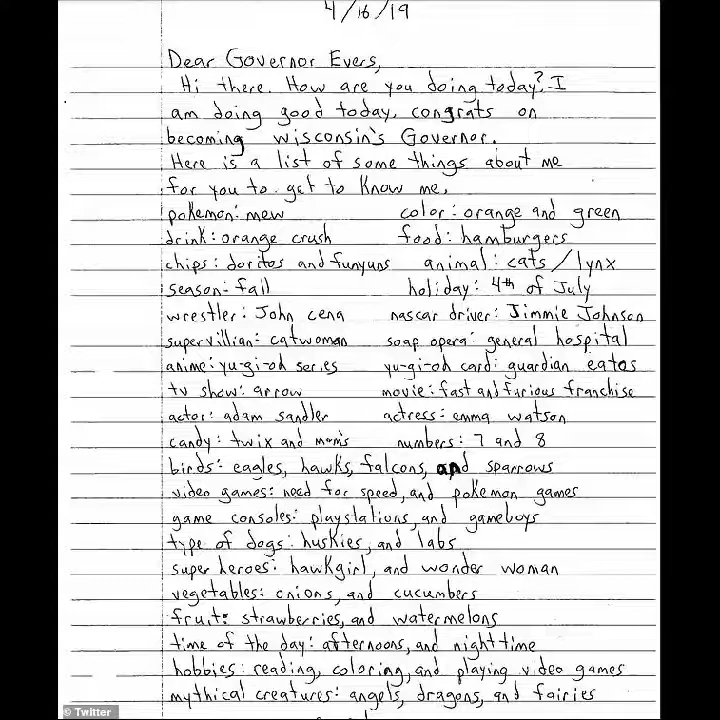 4/16/19
Dear Governor Evers,
Hi there. How are you doing today? I
am doing good today, congrats on
becoming wisconsin's Governor.
Here is a list of some things about me
for you to get to know me,
pokemon: mew color: orange and green
drink: orange crush food: hamburgers
chips: doritos and funyuns animal: cats/lynx
season: fall holiday: 4th of July
wrestler: John cena nascar driver: Jimmie Johnson
supervillian: catwoman soap opera: general hospital
anime: yu-gi-oh series yu-gi-oh card: guardian eatos
tv show: arrow movie: fast and furious franchise
actor: adam sandler actress: emma watson
candy: twix and m&m's numbers: 7 and 8
birds: eagles, hawks, falcons, and sparrows
video games: need for speed, and pokemon games
game consoles: playstations, and gameboys
type of dogs: huskies, and labs
super heroes: hawkgirl, and wonder woman
vegetables: onions, and cucumbers
fruit: strawberries, and watermelons
time of the day: afternoons, and nighttime
hobbies: reading, coloring, and playing video games
mythical creatures: angels, dragons, and fairies
© Twitter